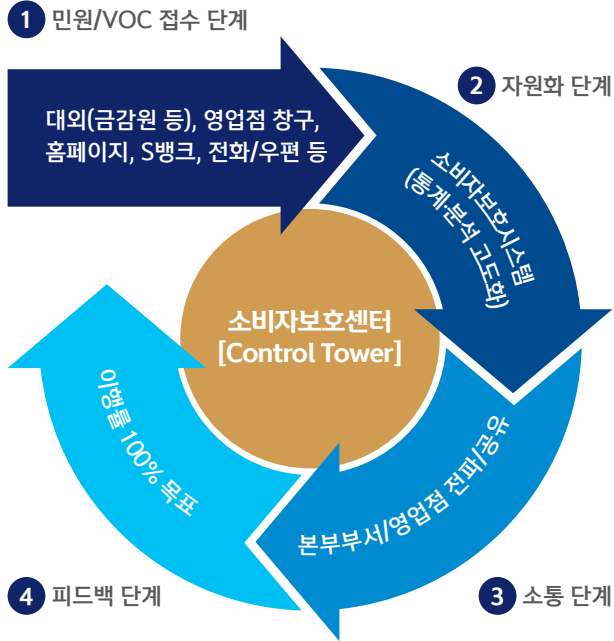 1 민원/VOC 접수 단계
대외(금감원 등), 영업점 창구,
홈페이지, S뱅크, 전화/우편 등
2 자원화 단계
소비자보호시스템
(통계·분석 고도화)
소비자보호센터
[Control Tower]
본부부서/영업점 전파/공유
3 소통 단계
이행률 100% 목표
4 피드백 단계